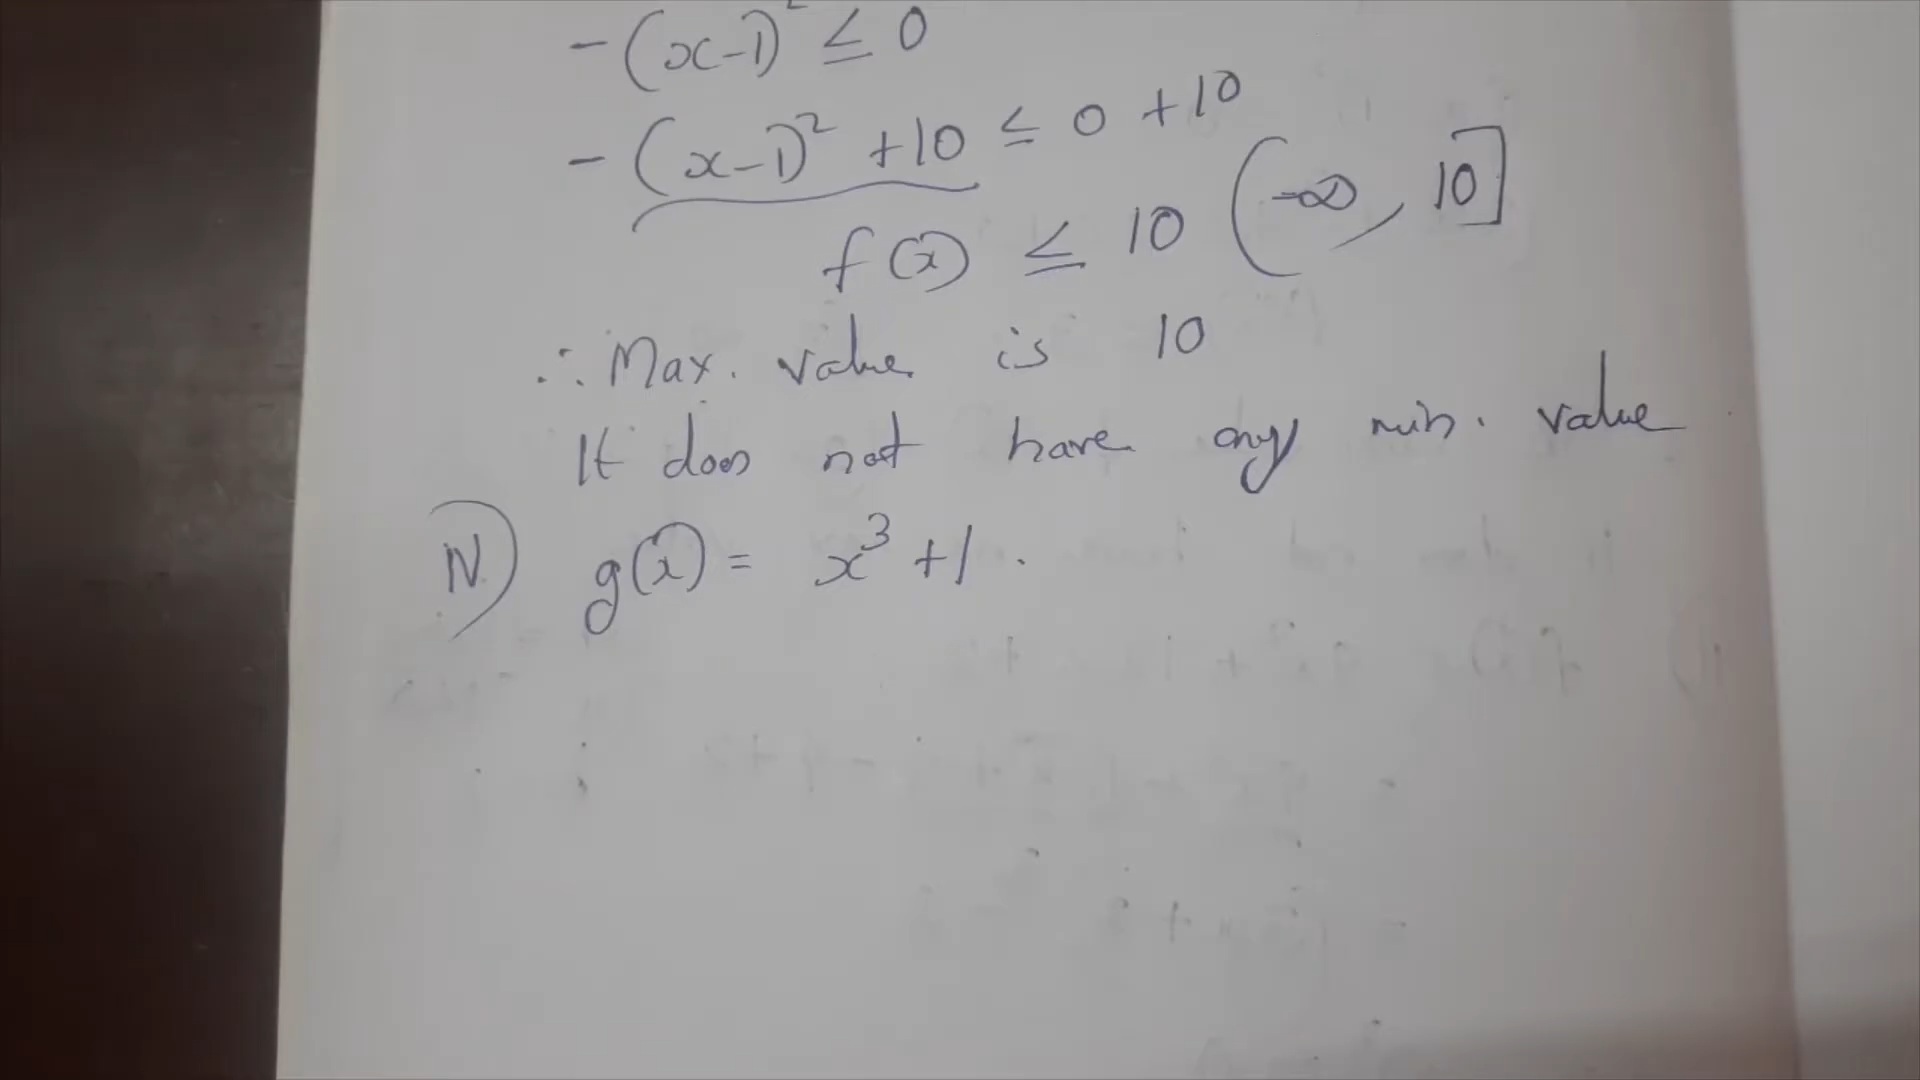 -(x-1)² ≤ 0
-(x-1)² +10 ≤ 0 +10
f(x) ≤ 10 (-∞, 10]
∴ Max. value is 10
It does not have any min. value
IV) g(x) = x³ +1.